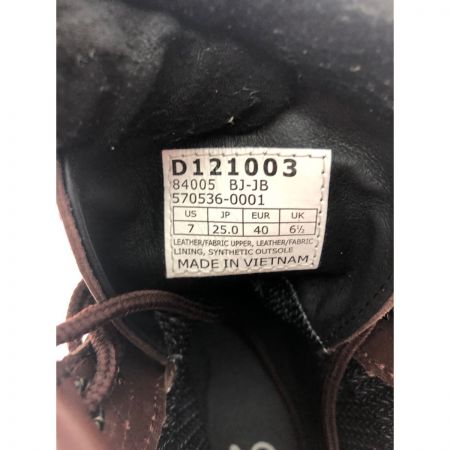 D121003
84005 BJ-JB
570536-0001
US JP EUR UK
7 25.0 40 6½
LEATHER/FABRIC UPPER, LEATHER/FABRIC
LINING, SYNTHETIC OUTSOLE
MADE IN VIETNAM